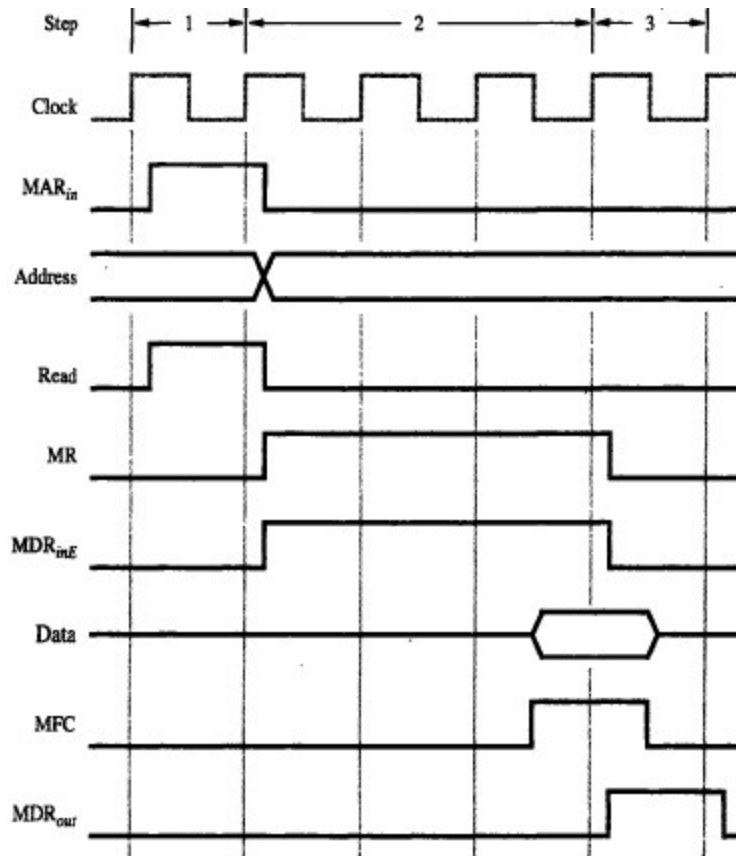 Step 1 2 3
Clock
MARin
Address
Read
MR
MDRinE
Data
MFC
MDRout